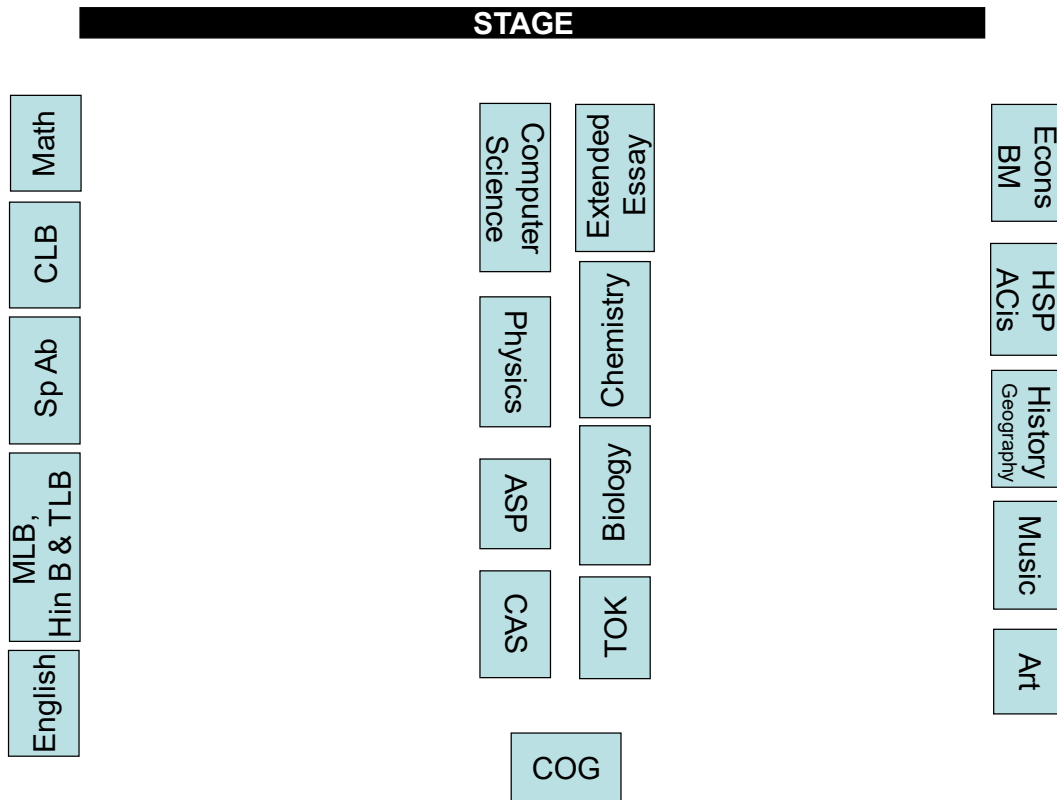 STAGE
Math
CLB
Sp Ab
MLB,
Hin B & TLB
English
Computer
Science
Physics
ASP
CAS
Extended
Essay
Chemistry
Biology
TOK
COG
Econs
BM
HSP
ACis
History
Geography
Music
Art